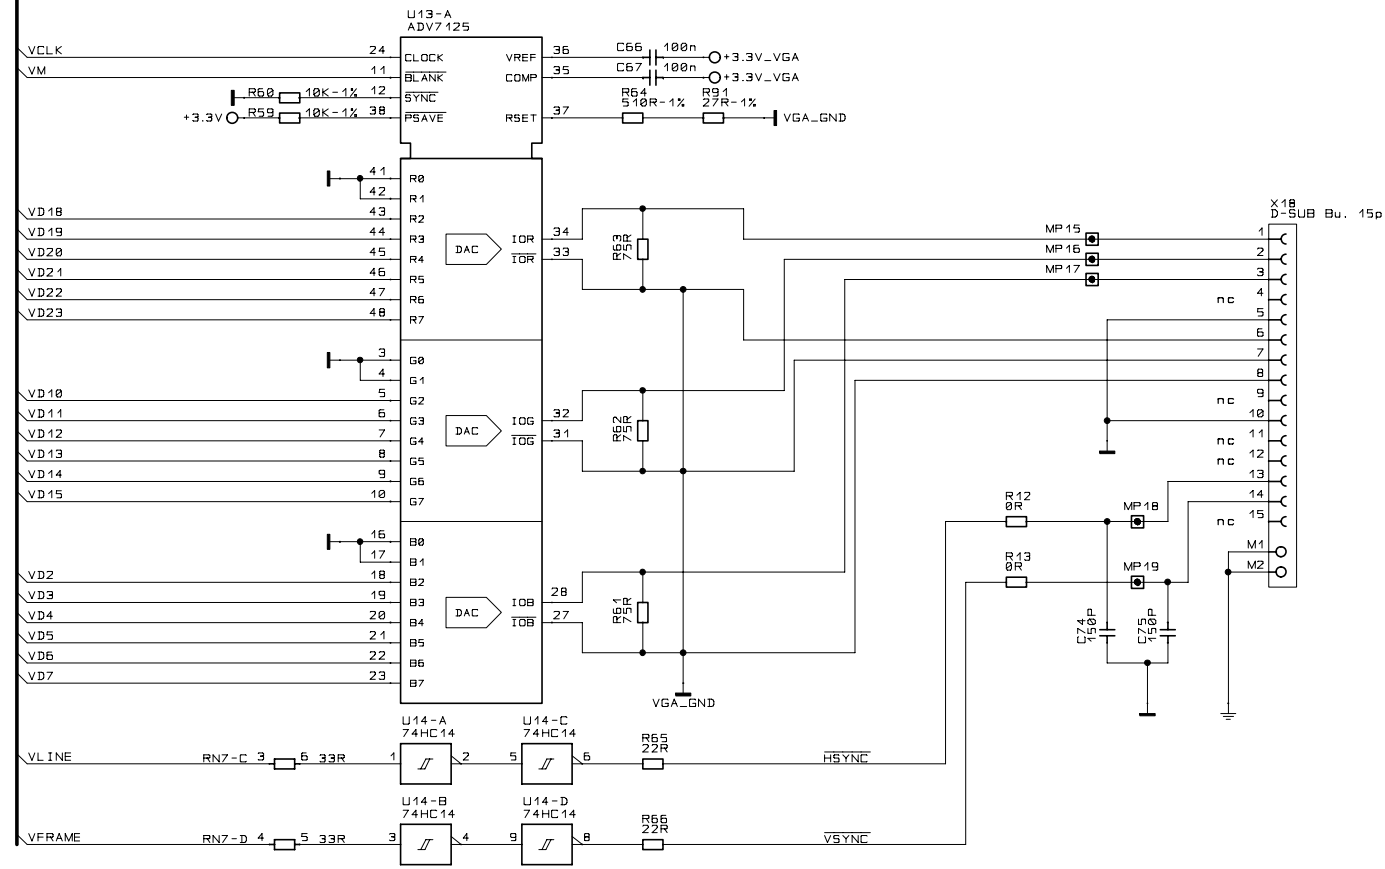 U13-A
ADV7125
VCLK 24 CLOCK VREF 36 C66 100n +3.3V_VGA
VM 11 BLANK COMP 35 C67 100n +3.3V_VGA
R60 10K-1% 12 SYNC
R64 R91
510R-1% 27R-1%
+3.3V R59 10K-1% 38 PSAVE RSET 37 VGA_GND
41 R0
42 R1
X18
D-SUB Bu. 15p
VD18 43 R2
VD19 44 R3 DAC IOR 34 R63 75R MP15 1
VD20 45 R4 IOR 33 MP16 2
VD21 46 R5 MP17 3
VD22 47 R6 nc 4
VD23 48 R7 5
6
3 G0 7
4 G1 8
VD10 5 G2 nc 9
VD11 6 G3 DAC IOG 32 R62 75R 10
VD12 7 G4 IOG 31 nc 11
VD13 8 G5 nc 12
VD14 9 G6 13
VD15 10 G7 14
R12
0R MP18
nc 15
16 B0 M1
17 B1 M2
R13
0R MP19
VD2 18 B2
VD3 19 B3 DAC IOB 28 R61 75R
VD4 20 B4 IOB 27 C74 150P C75 150P
VD5 21 B5
VD6 22 B6
VD7 23 B7
VGA_GND
U14-A U14-C
74HC14 74HC14
R65
22R
VLINE RN7-C 3 6 33R 1 2 5 6 HSYNC
U14-B U14-D
74HC14 74HC14
R66
22R
VFRAME RN7-D 4 5 33R 3 4 9 8 VSYNC